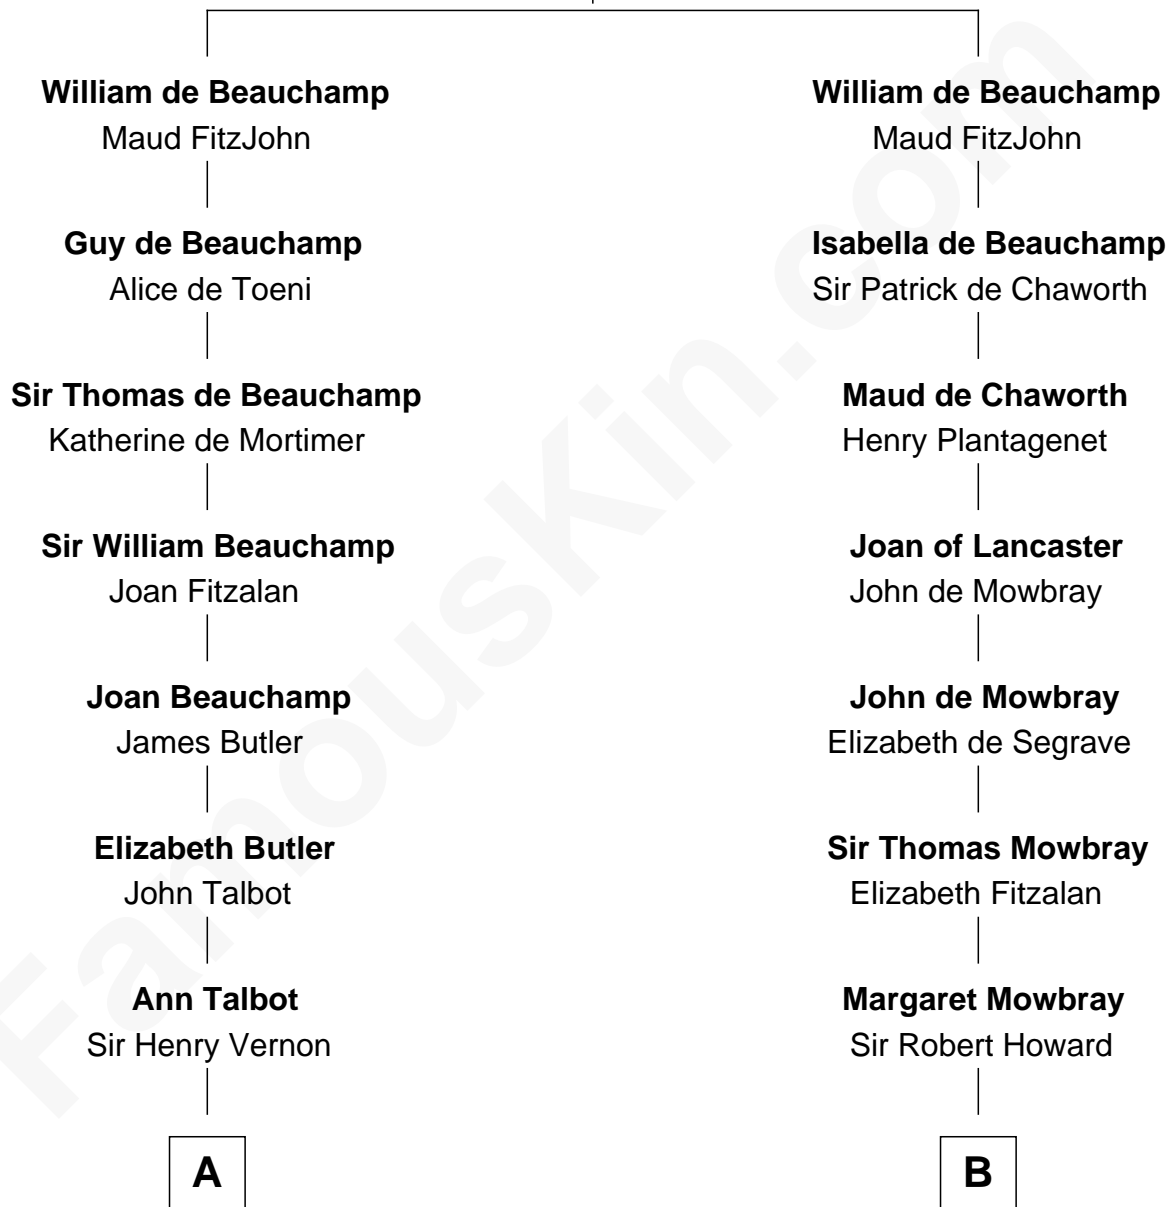 William de Beauchamp
Maud FitzJohn
Guy de Beauchamp
Alice de Toeni
Sir Thomas de Beauchamp
Katherine de Mortimer
Sir William Beauchamp
Joan Fitzalan
Joan Beauchamp
James Butler
Elizabeth Butler
John Talbot
Ann Talbot
Sir Henry Vernon
A
William de Beauchamp
Maud FitzJohn
Isabella de Beauchamp
Sir Patrick de Chaworth
Maud de Chaworth
Henry Plantagenet
Joan of Lancaster
John de Mowbray
John de Mowbray
Elizabeth de Segrave
Sir Thomas Mowbray
Elizabeth Fitzalan
Margaret Mowbray
Sir Robert Howard
B
FamousKin.com